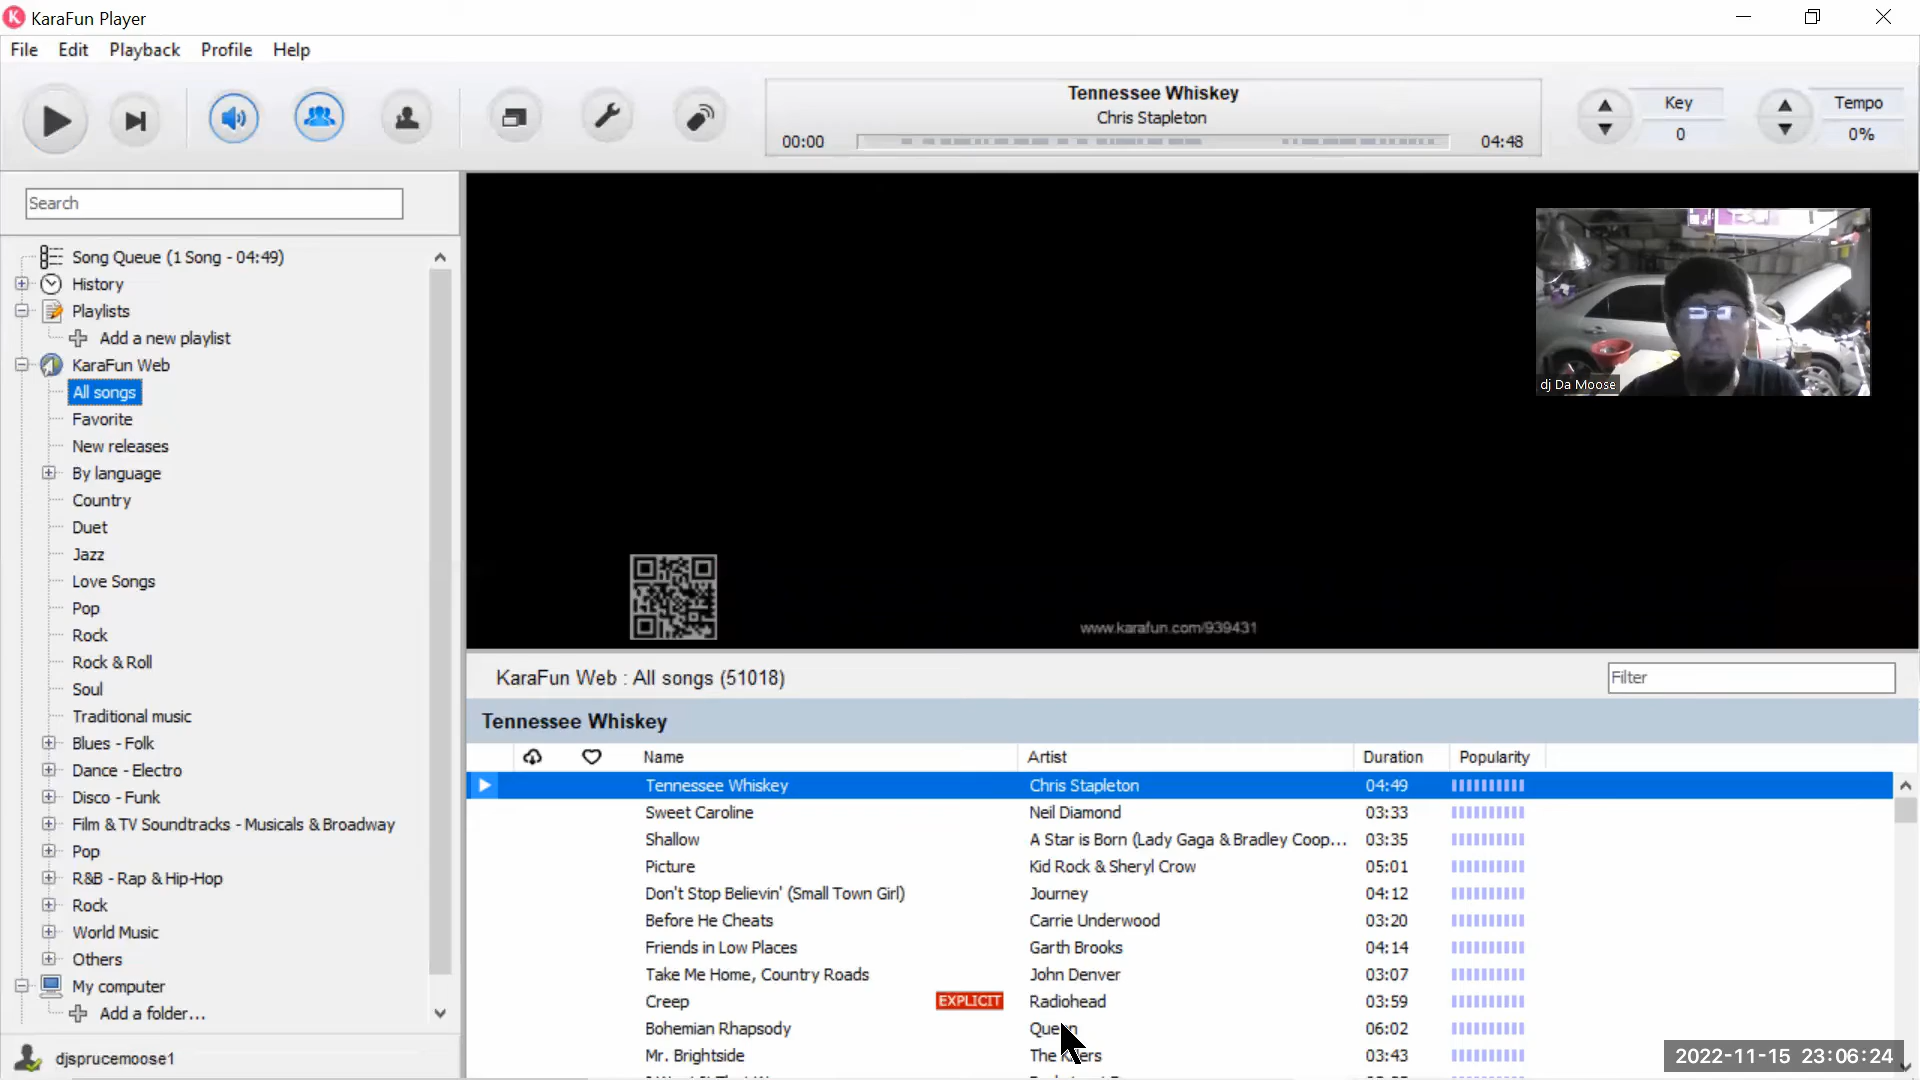 KaraFun Player
File Edit Playback Profile Help
Tennessee Whiskey
Chris Stapleton
00:00 04:48
Key
0
Tempo
0%
Search
Song Queue (1 Song - 04:49)
History
Playlists
Add a new playlist
KaraFun Web
All songs
Favorite
New releases
By language
Country
Duet
Jazz
Love Songs
Pop
Rock
Rock & Roll
Soul
Traditional music
Blues - Folk
Dance - Electro
Disco - Funk
Film & TV Soundtracks - Musicals & Broadway
Pop
R&B - Rap & Hip-Hop
Rock
World Music
Others
My computer
Add a folder...
djsprucemoose1
dj Da Moose
www.karafun.com/939431
KaraFun Web : All songs (51018) Filter
Tennessee Whiskey
Name Artist Duration Popularity
Tennessee Whiskey Chris Stapleton 04:49
Sweet Caroline Neil Diamond 03:33
Shallow A Star is Born (Lady Gaga & Bradley Coop... 03:35
Picture Kid Rock & Sheryl Crow 05:01
Don't Stop Believin' (Small Town Girl) Journey 04:12
Before He Cheats Carrie Underwood 03:20
Friends in Low Places Garth Brooks 04:14
Take Me Home, Country Roads John Denver 03:07
Creep EXPLICIT Radiohead 03:59
Bohemian Rhapsody Queen 06:02
Mr. Brightside The Killers 03:43
2022-11-15 23:06:24